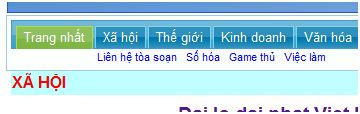 Trang nhất Xã hội Thế giới Kinh doanh Văn hóa
Liên hệ tòa soạn Số hóa Game thủ Việc làm
XÃ HỘI